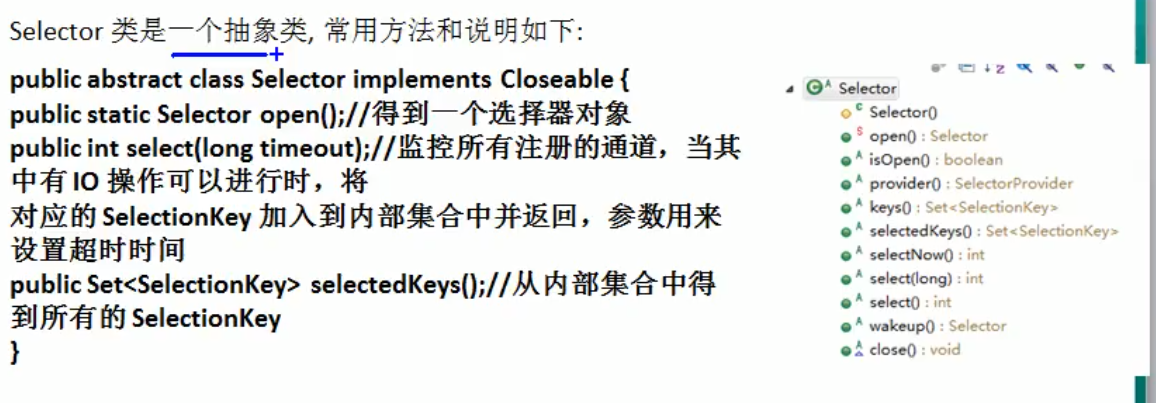 Selector 类是一个抽象类, 常用方法和说明如下:
public abstract class Selector implements Closeable {
public static Selector open();//得到一个选择器对象
public int select(long timeout);//监控所有注册的通道，当其
中有 IO 操作可以进行时，将
对应的 SelectionKey 加入到内部集合中并返回，参数用来
设置超时时间
public Set<SelectionKey> selectedKeys();//从内部集合中得
到所有的 SelectionKey
}
Selector
Selector()
open() : Selector
isOpen() : boolean
provider() : SelectorProvider
keys() : Set<SelectionKey>
selectedKeys() : Set<SelectionKey>
selectNow() : int
select(long) : int
select() : int
wakeup() : Selector
close() : void